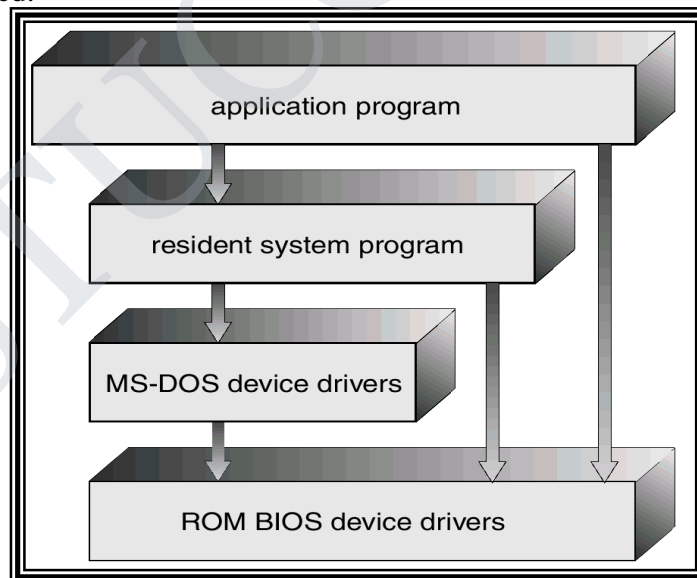 application program
resident system program
MS-DOS device drivers
ROM BIOS device drivers